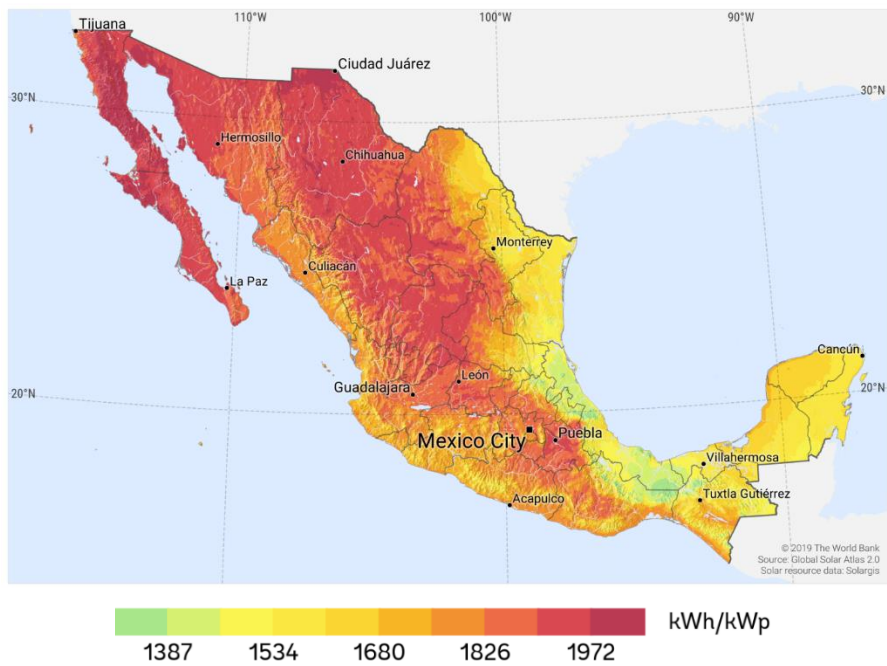 110°W
100°W
90°W
Tijuana
Ciudad Juárez
30°N
30°N
Hermosillo
Chihuahua
Monterrey
Culiacán
La Paz
Cancún
León
20°N
Guadalajara
20°N
Mexico City
Puebla
Villahermosa
Tuxtla Gutiérrez
Acapulco
© 2019 The World Bank
Source: Global Solar Atlas 2.0
Solar resource data: Solargis
kWh/kWp
1387 1534 1680 1826 1972